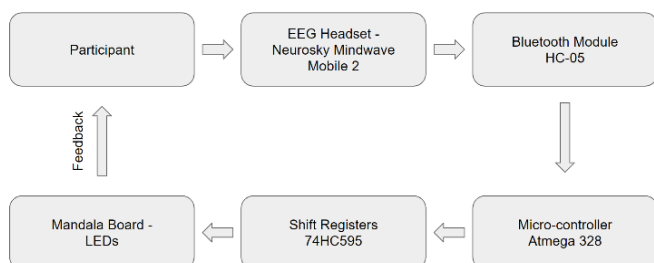 Participant
EEG Headset -
Neurosky Mindwave
Mobile 2
Bluetooth Module
HC-05
Feedback
Mandala Board -
LEDs
Shift Registers
74HC595
Micro-controller
Atmega 328